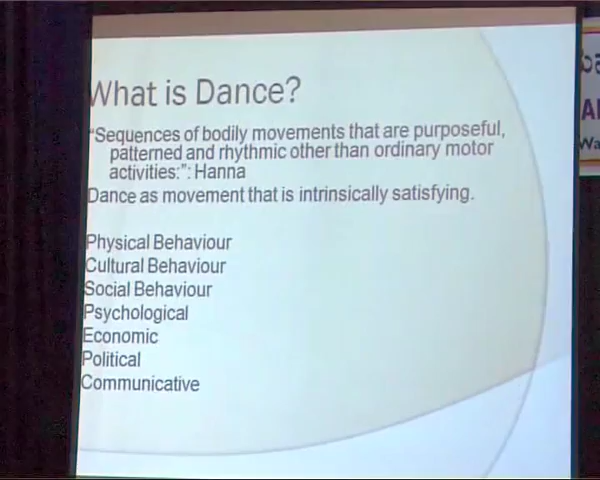 What is Dance?
"Sequences of bodily movements that are purposeful,
patterned and rhythmic other than ordinary motor
activities:": Hanna
Dance as movement that is intrinsically satisfying.
Physical Behaviour
Cultural Behaviour
Social Behaviour
Psychological
Economic
Political
Communicative